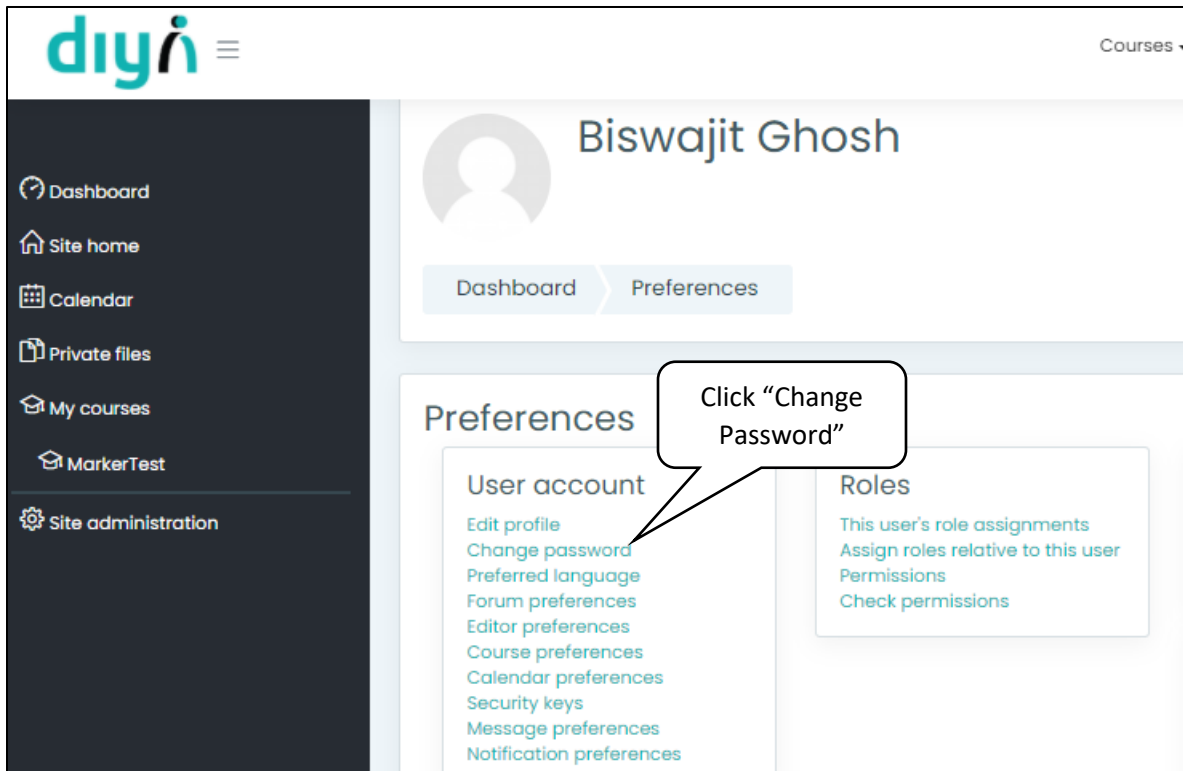 diyi
Courses
Biswajit Ghosh
Dashboard
Site home
Calendar
Private files
My courses
MarkerTest
Site administration
Dashboard
Preferences
Click “Change
Password”
Preferences
User account
Edit profile
Change password
Preferred language
Forum preferences
Editor preferences
Course preferences
Calendar preferences
Security keys
Message preferences
Notification preferences
Roles
This user's role assignments
Assign roles relative to this user
Permissions
Check permissions